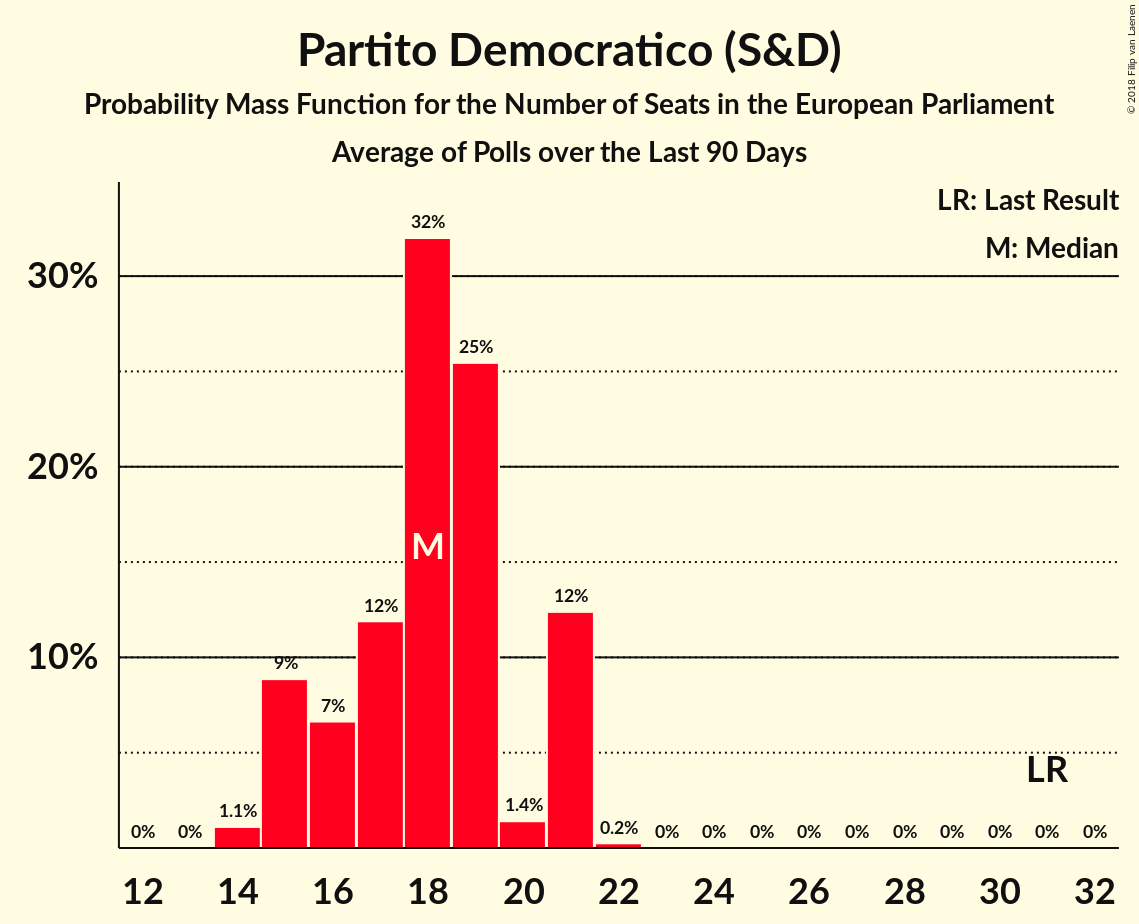 Partito Democratico (S&D)
Probability Mass Function for the Number of Seats in the European Parliament
Average of Polls over the Last 90 Days
© 2018 Filip van Laenen
LR: Last Result
M: Median
30%
20%
10%
0% 0% 1.1% 9% 7% 12% 32% 25% 1.4% 12% 0.2% 0% 0% 0% 0% 0% 0% 0% 0% 0% 0%
M
LR
12 14 16 18 20 22 24 26 28 30 32